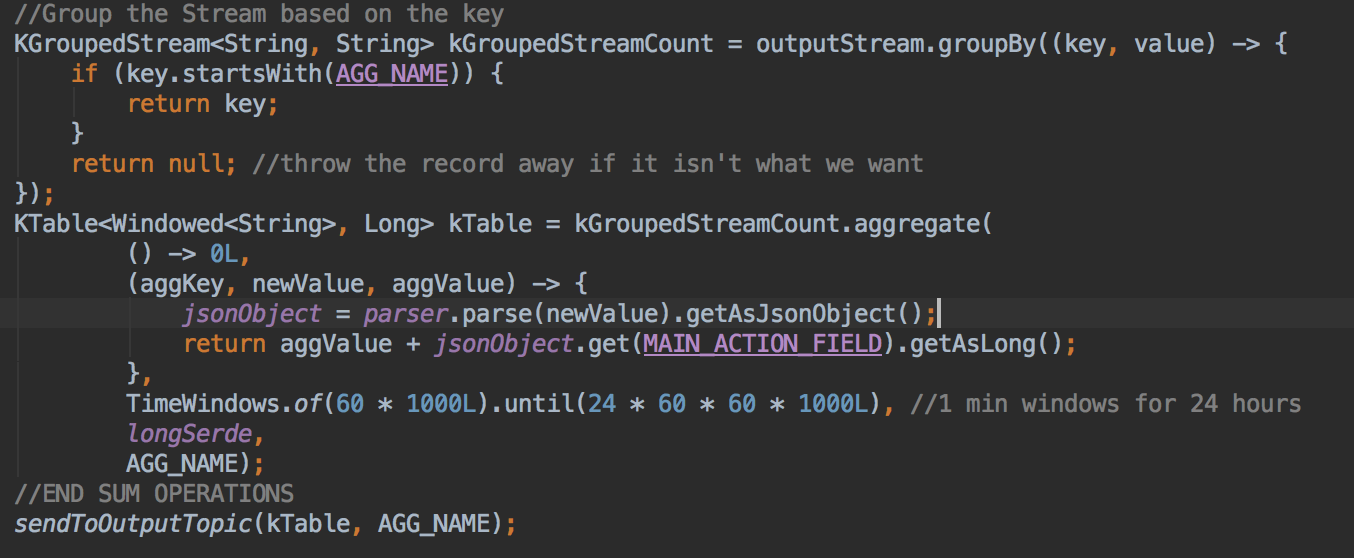 //Group the Stream based on the key
KGroupedStream<String, String> kGroupedStreamCount = outputStream.groupBy((key, value) -> {
    if (key.startsWith(AGG_NAME)) {
        return key;
    }
    return null; //throw the record away if it isn't what we want
});
KTable<Windowed<String>, Long> kTable = kGroupedStreamCount.aggregate(
        () -> 0L,
        (aggKey, newValue, aggValue) -> {
            jsonObject = parser.parse(newValue).getAsJsonObject();
            return aggValue + jsonObject.get(MAIN_ACTION_FIELD).getAsLong();
        },
        TimeWindows.of(60 * 1000L).until(24 * 60 * 60 * 1000L), //1 min windows for 24 hours
        longSerde,
        AGG_NAME);
//END SUM OPERATIONS
sendToOutputTopic(kTable, AGG_NAME);